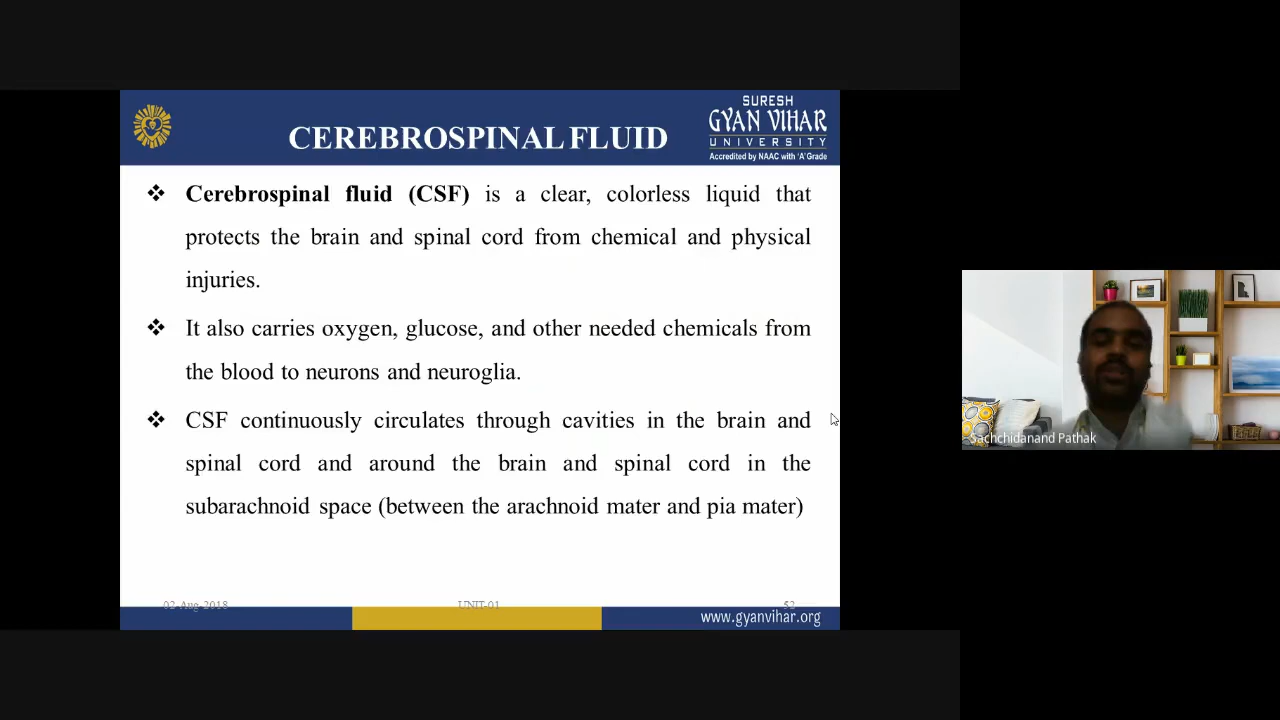 SURESH
GYAN VIHAR
UNIVERSITY
Accredited by NAAC with 'A' Grade
CEREBROSPINAL FLUID
❖ Cerebrospinal fluid (CSF) is a clear, colorless liquid that
protects the brain and spinal cord from chemical and physical
injuries.
❖ It also carries oxygen, glucose, and other needed chemicals from
the blood to neurons and neuroglia.
❖ CSF continuously circulates through cavities in the brain and
spinal cord and around the brain and spinal cord in the
subarachnoid space (between the arachnoid mater and pia mater)
02-Aug-2018 UNIT-01 52
www.gyanvihar.org
Sachchidanand Pathak